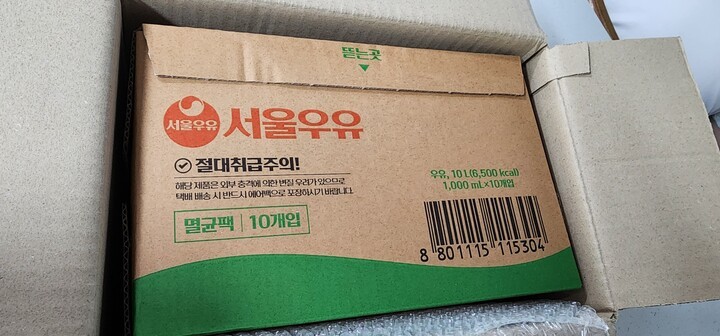 뜯는곳
서울우유
서울우유
절대취급주의!
해당 제품은 외부 충격에 의한 변질 우려가 있으므로
택배 배송 시 반드시 에어팩으로 포장하시기 바랍니다.
멸균팩 | 10개입
우유, 10 L(6,500 kcal)
1,000 mL×10개입
8 801115 115304